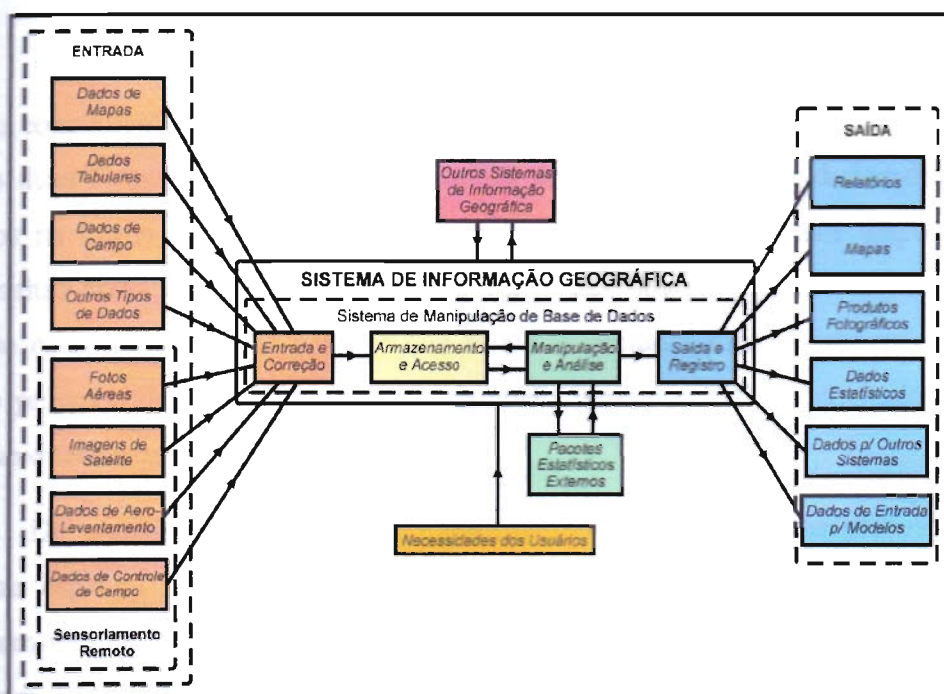 ENTRADA
Dados de
Mapas
Dados
Tabulares
Dados de
Campo
Outros Tipos
de Dados
Fotos
Aéreas
Imagens de
Satelite
Dados de Aero-
Levantamento
Dados de Controle
de Campo
Sensoriamento
Remoto
Outros Sistemas
de Informação
Geográfica
SISTEMA DE INFORMAÇÃO GEOGRÁFICA
Sistema de Manipulação de Base de Dados
Entrada e
Correção
Armazenamento
e Acesso
Manipulação
e Análise
Saída e
Registro
Pacotes
Estatísticos
Externos
Necessidades dos Usuários
SAÍDA
Relatórios
Mapas
Produtos
Fotográficos
Dados
Estatísticos
Dados p/ Outros
Sistemas
Dados de Entrada
p/ Modelos